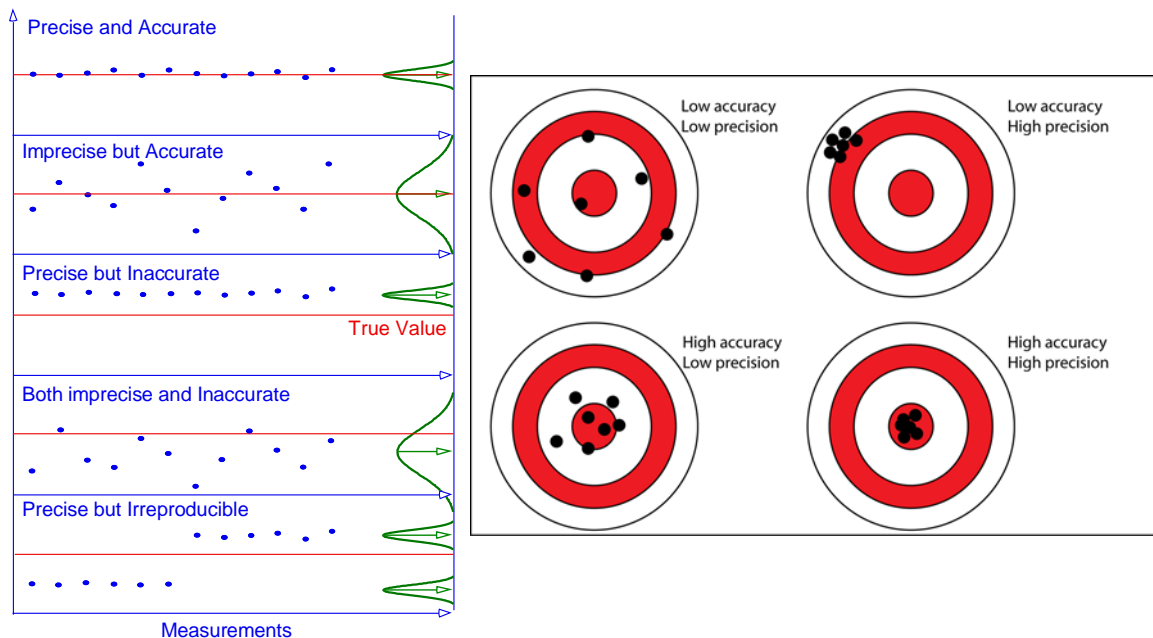 Precise and Accurate
Imprecise but Accurate
Precise but Inaccurate
True Value
Both imprecise and Inaccurate
Precise but Irreproducible
Measurements
Low accuracy
Low precision
Low accuracy
High precision
High accuracy
Low precision
High accuracy
High precision